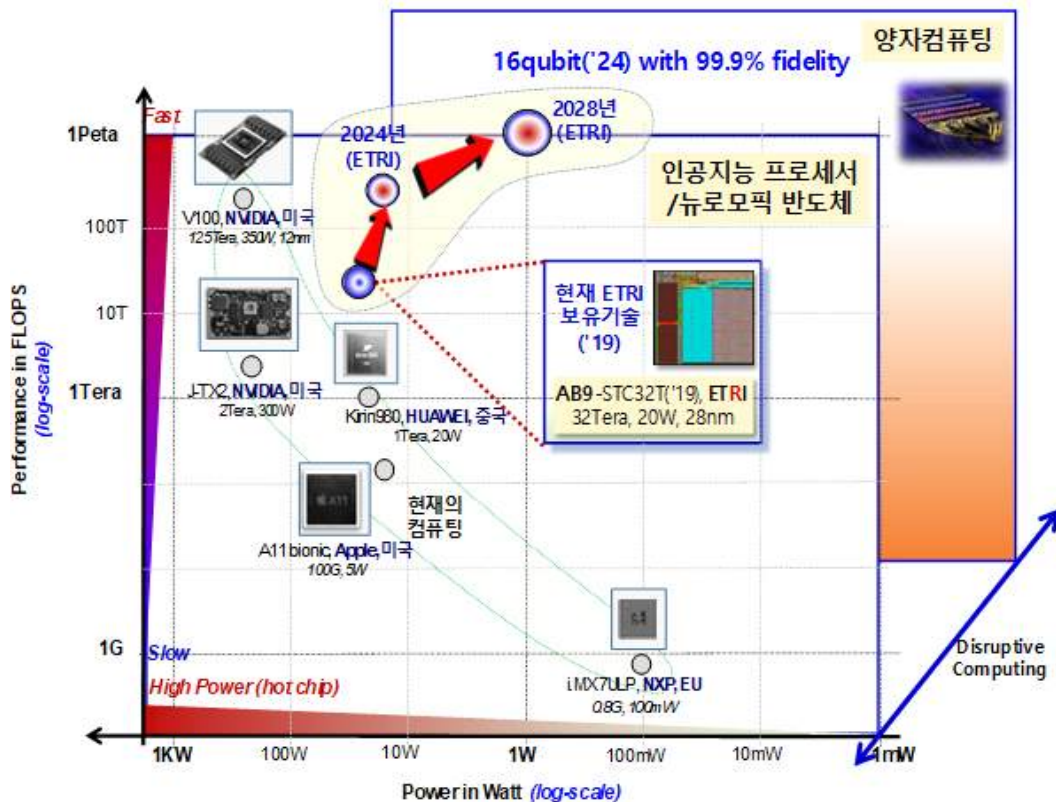 양자컴퓨팅
16qubit('24) with 99.9% fidelity
Fast
1Peta
2024년
(ETRI)
2028년
(ETRI)
인공지능 프로세서
/뉴로모픽 반도체
V100, NVIDIA, 미국
125Tera, 350W, 12nm
100T
현재 ETRI
보유기술
('19)
10T
AB9 -STC32T('19), ETRI
32Tera, 20W, 28nm
J-TX2, NVIDIA, 미국
2Tera, 300W
1Tera
Kirin980, HUAWEI, 중국
1Tera, 20W
Performance in FLOPS
(log-scale)
A11
현재의
컴퓨팅
A11 bionic, Apple, 미국
100G, 5W
1G
Slow
High Power (hot chip)
i.MX7ULP, NXP, EU
0.8G, 100mW
Disruptive
Computing
1KW
100W
10W
1W
100mW
10mW
1mW
Power in Watt (log-scale)